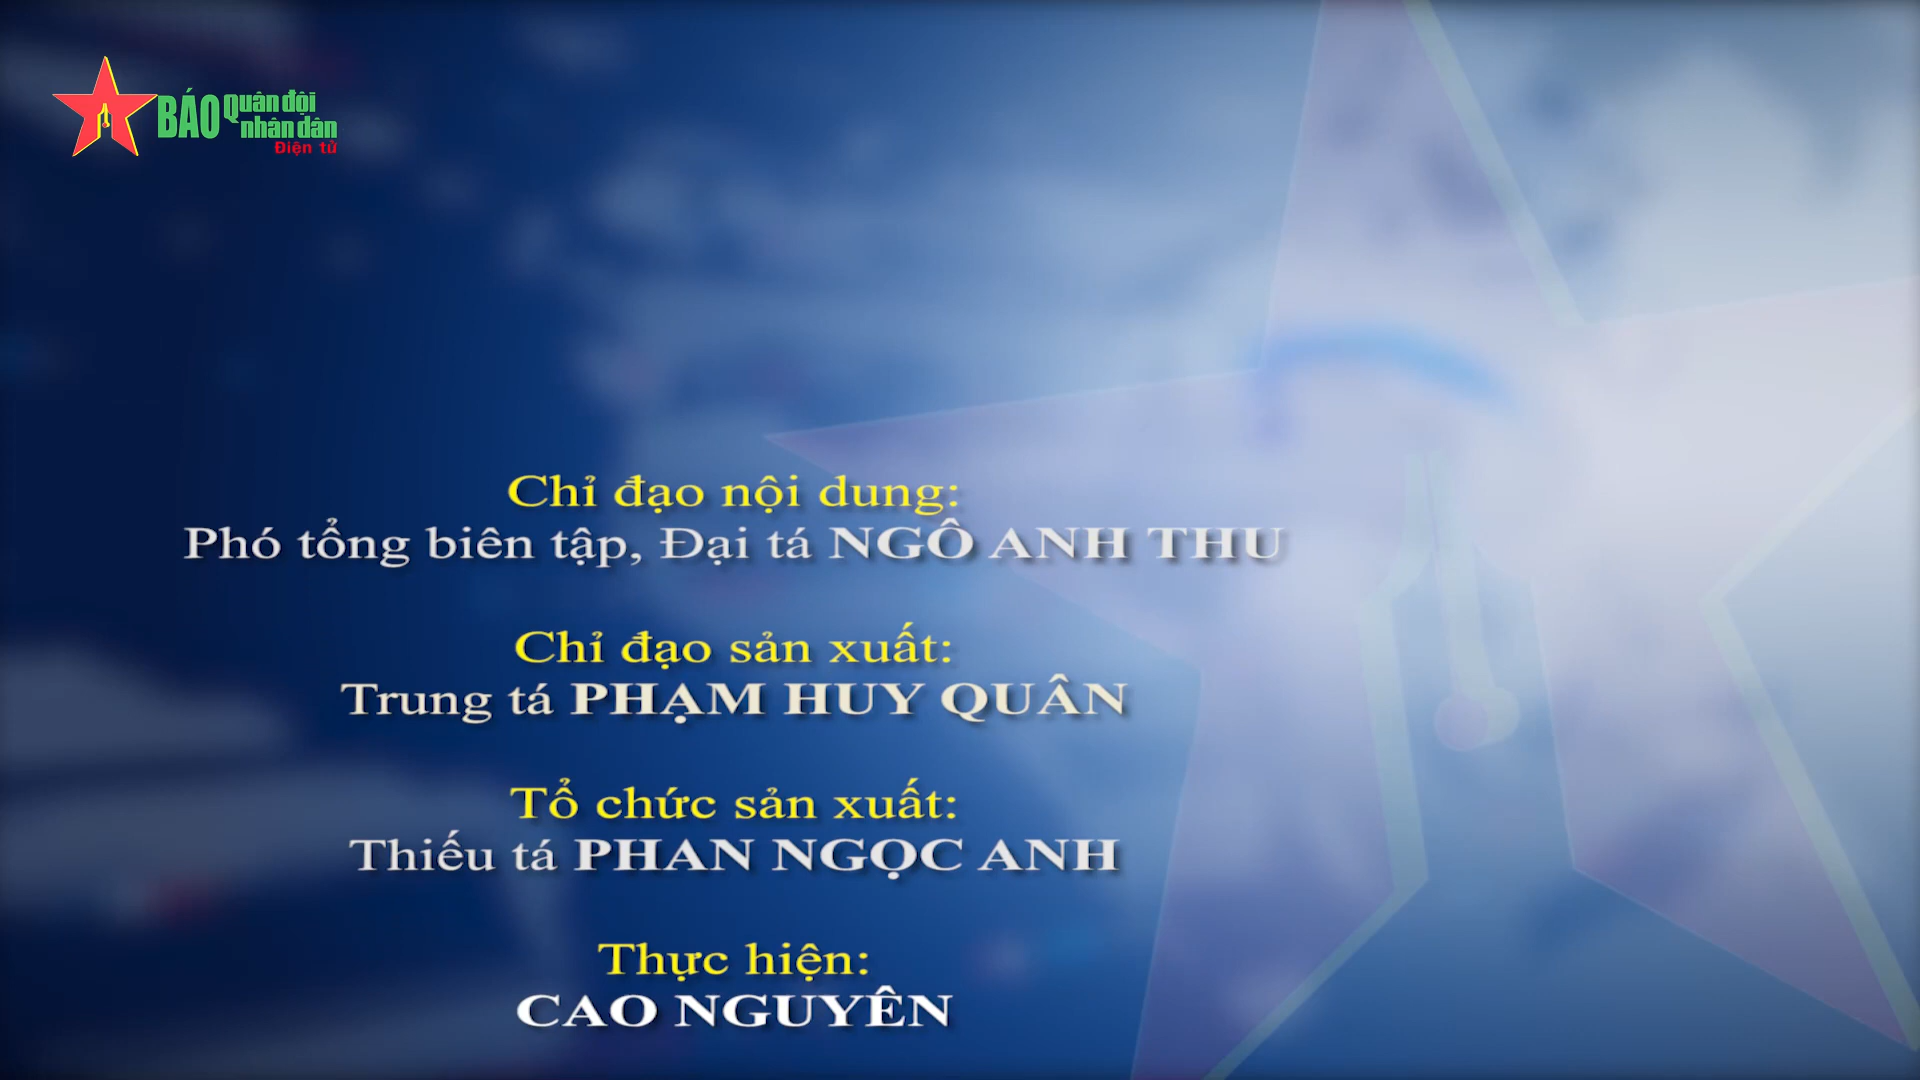 BÁO Quân đội
nhân dân
Điện tử
Chỉ đạo nội dung:
Phó tổng biên tập, Đại tá NGÔ ANH THU
Chỉ đạo sản xuất:
Trung tá PHẠM HUY QUÂN
Tổ chức sản xuất:
Thiếu tá PHAN NGỌC ANH
Thực hiện:
CAO NGUYÊN